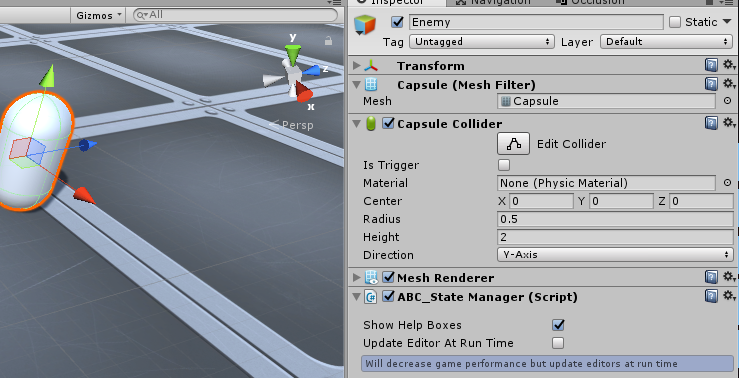 Inspector Navigation Occlusion
Gizmos All
Enemy Static
Tag Untagged Layer Default
Transform
Capsule (Mesh Filter)
Mesh Capsule
Capsule Collider
Edit Collider
Is Trigger
Material None (Physic Material)
Center X 0 Y 0 Z 0
Radius 0.5
Height 2
Direction Y-Axis
Mesh Renderer
ABC_State Manager (Script)
Show Help Boxes
Update Editor At Run Time
Will decrease game performance but update editors at run time
y
z
x
Persp